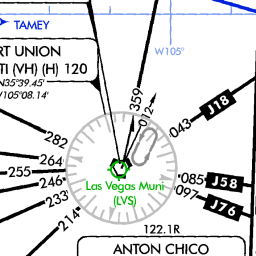 TAMEY
RT UNION
TI (VH) (H) 120
N35°39.45'
W105°08.14'
W105°
359
012
J18
043
282
264
255
246
233
214
085
J58
097
J76
Las Vegas Muni
(LVS)
122.1R
ANTON CHICO